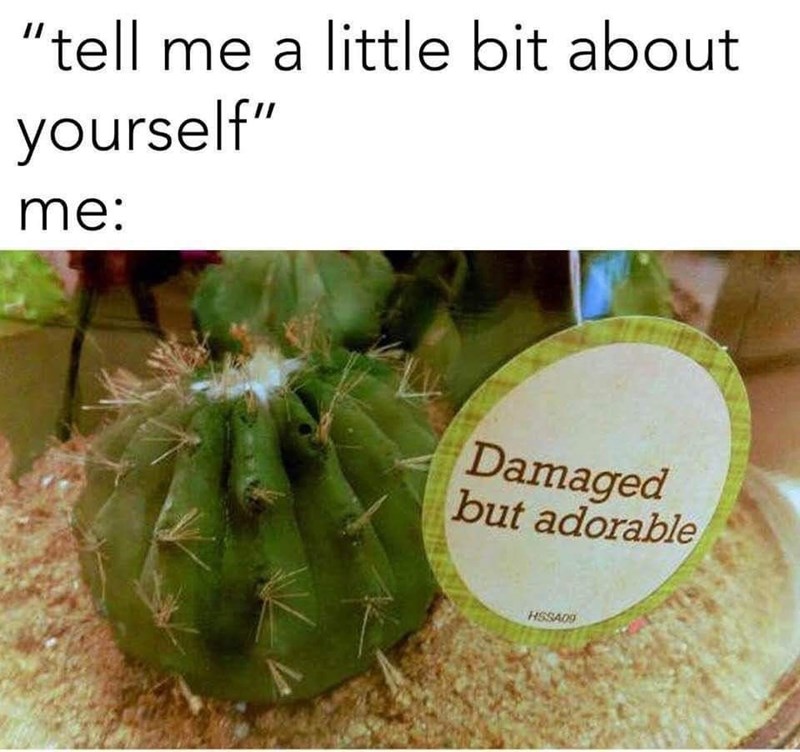 "tell me a little bit about
yourself"
me:
Damaged
but adorable
HSSA09